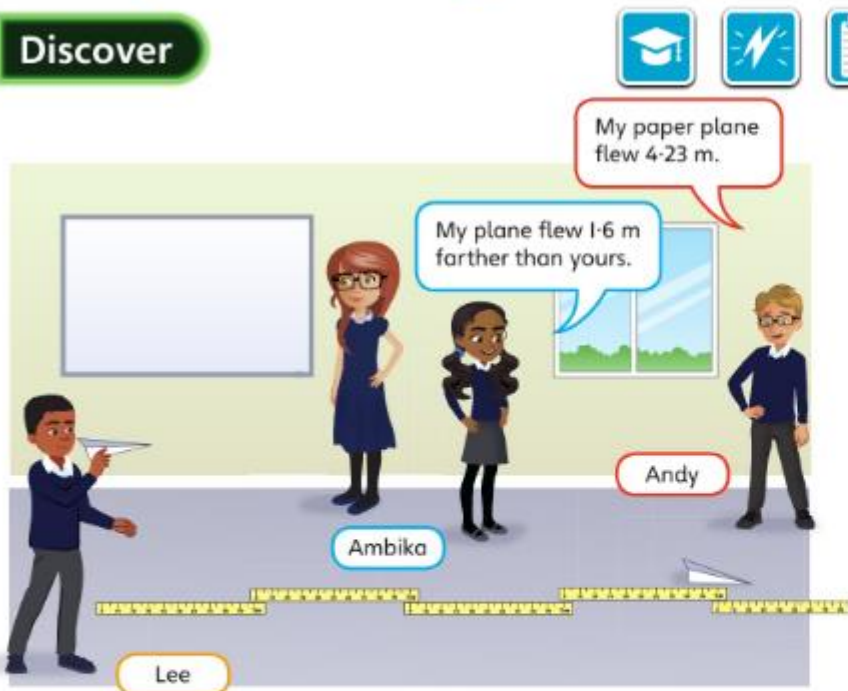 Discover
My paper plane
flew 4·23 m.
My plane flew 1·6 m
farther than yours.
Andy
Ambika
Lee